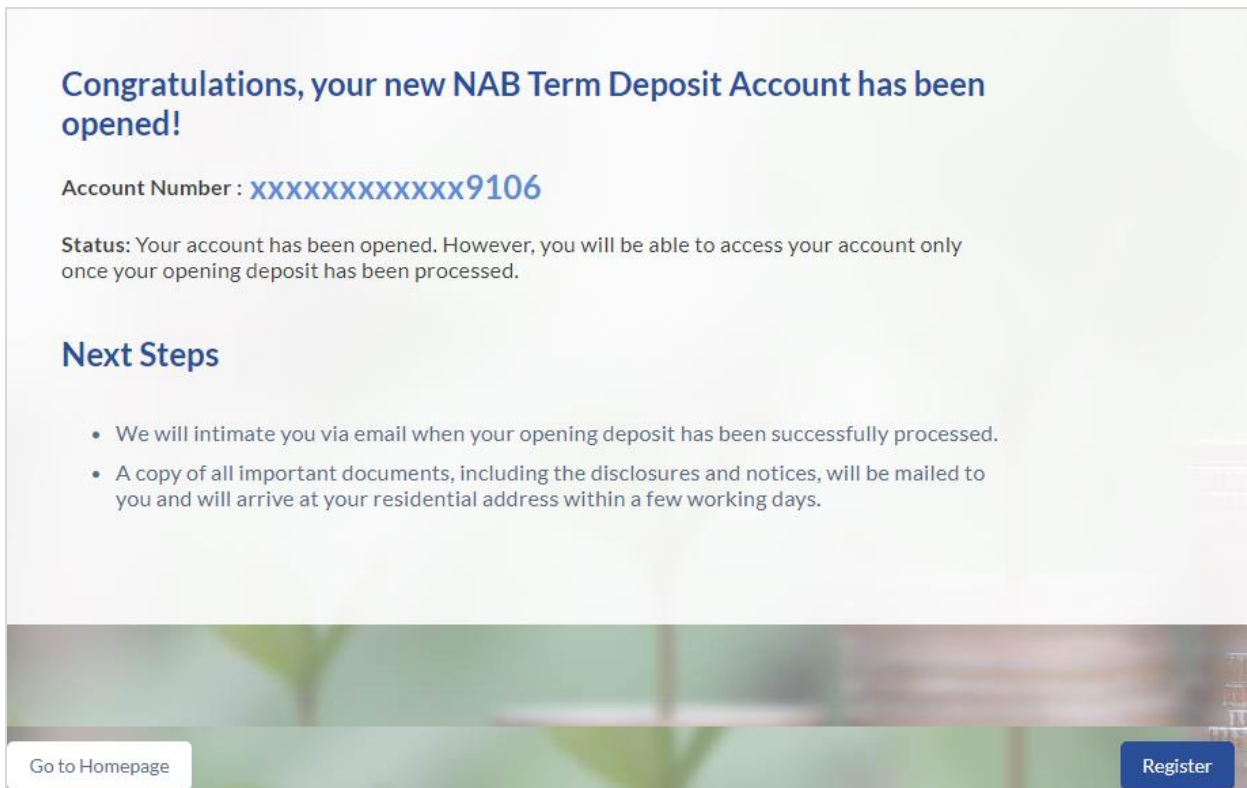 Congratulations, your new NAB Term Deposit Account has been
opened!
Account Number : xxxxxxxxxxxx9106
Status: Your account has been opened. However, you will be able to access your account only
once your opening deposit has been processed.
Next Steps
• We will intimate you via email when your opening deposit has been successfully processed.
• A copy of all important documents, including the disclosures and notices, will be mailed to
you and will arrive at your residential address within a few working days.
Go to Homepage
Register